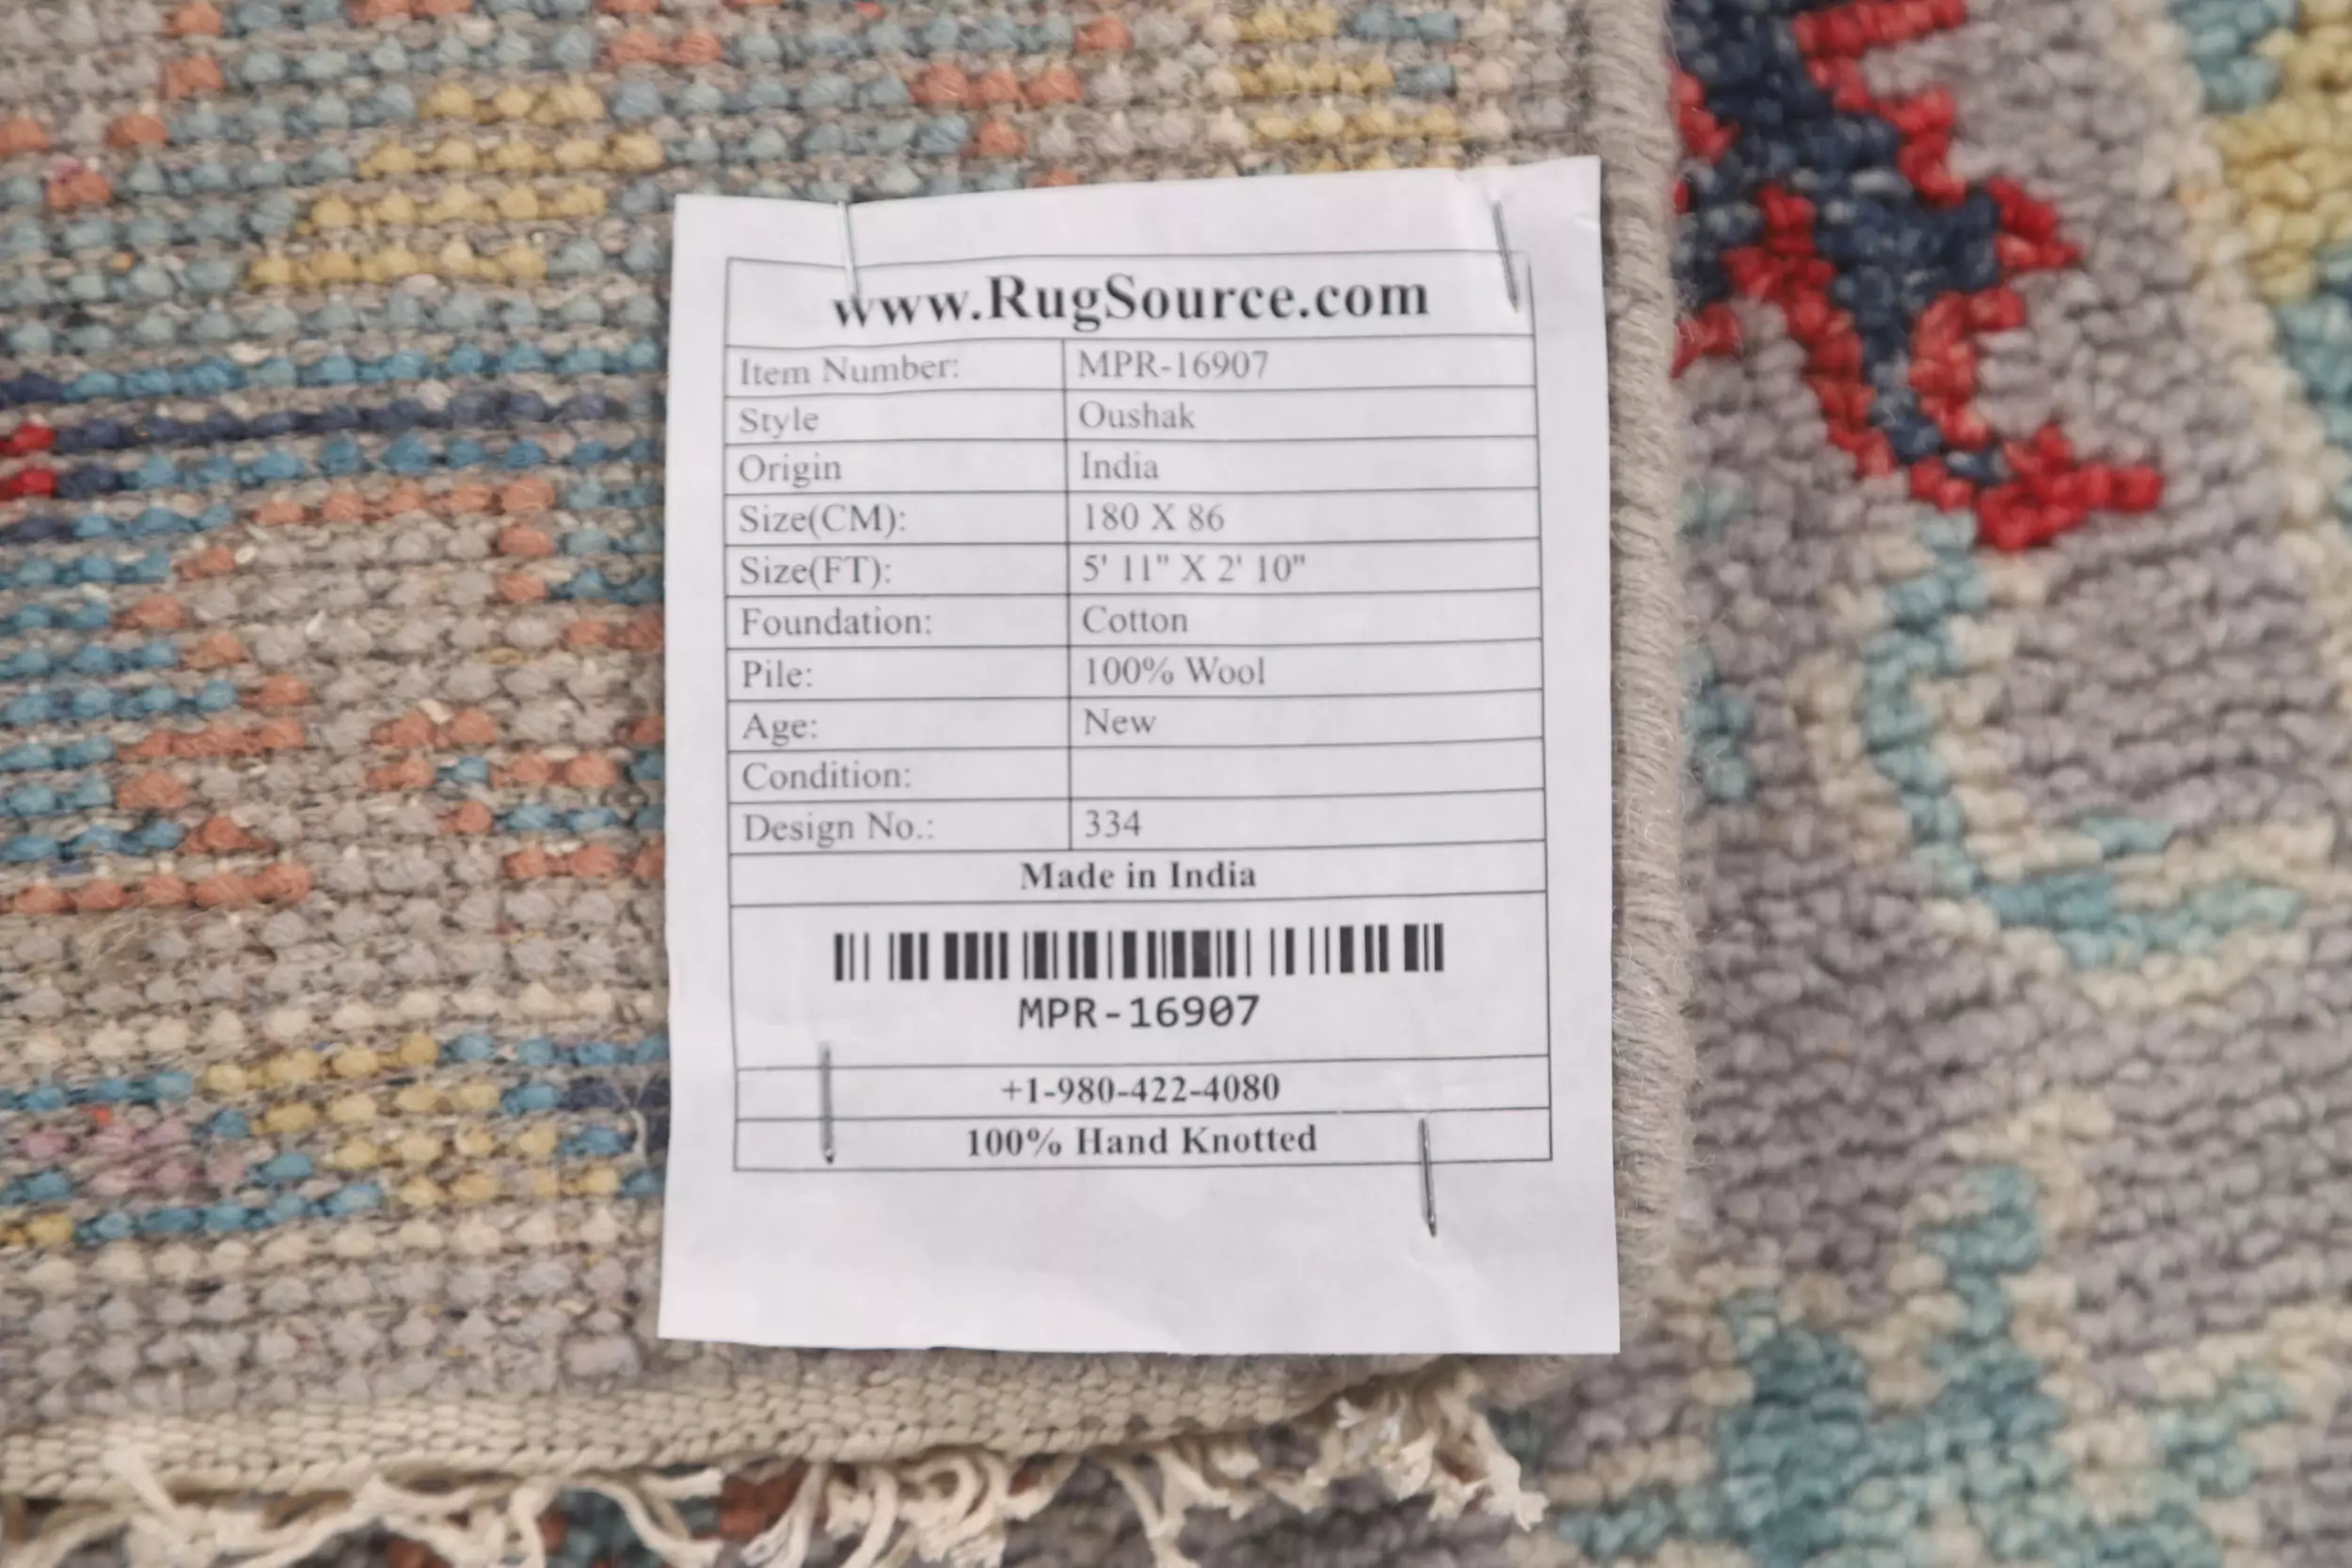 www.RugSource.com
Item Number: MPR-16907
Style Oushak
Origin India
Size(CM): 180 X 86
Size(FT): 5' 11" X 2' 10"
Foundation: Cotton
Pile: 100% Wool
Age: New
Condition:
Design No.: 334
Made in India
MPR-16907
+1-980-422-4080
100% Hand Knotted